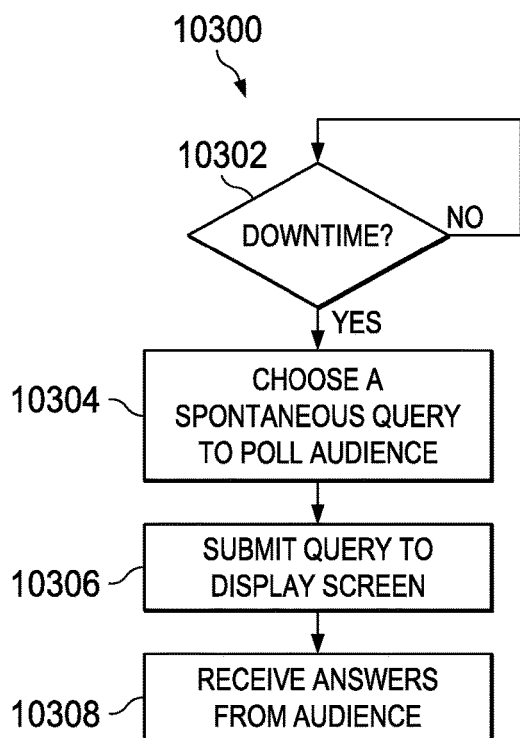 10300
10302
DOWNTIME?
NO
YES
10304
CHOOSE A
SPONTANEOUS QUERY
TO POLL AUDIENCE
10306
SUBMIT QUERY TO
DISPLAY SCREEN
10308
RECEIVE ANSWERS
FROM AUDIENCE